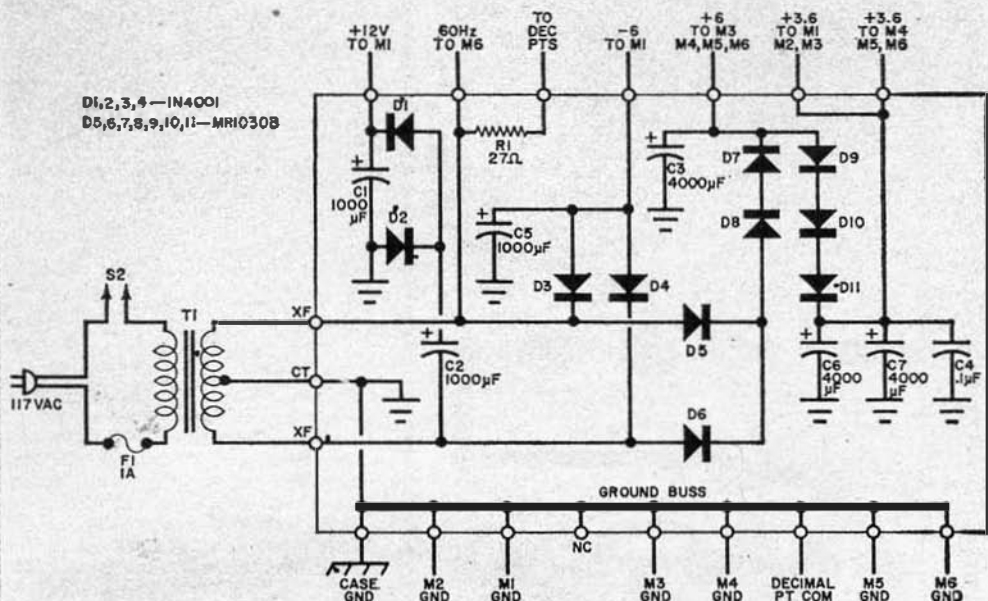 +12V
TO M1
60Hz
TO M6
TO
DEC
PTS
-6
TO M1
+6
TO M3
M4,M5,M6
+3.6
TO M1
M2,M3
+3.6
TO M4
M5,M6
D1,2,3,4—IN4001
D5,6,7,8,9,10,11—MR1030B
D1
R1
27Ω
+
C1
1000
µF
D2
+
C5
1000µF
+
C3
4000µF
D7
D9
D8
D10
D3
D4
D11
S2
T1
XF
D5
+
C2
1000µF
+
C6
4000
µF
+
C7
4000
µF
C4
.1µF
CT
117VAC
D6
XF
F1
1A
GROUND BUSS
NC
CASE
GND
M2
GND
M1
GND
M3
GND
M4
GND
DECIMAL
PT COM
M5
GND
M6
GND